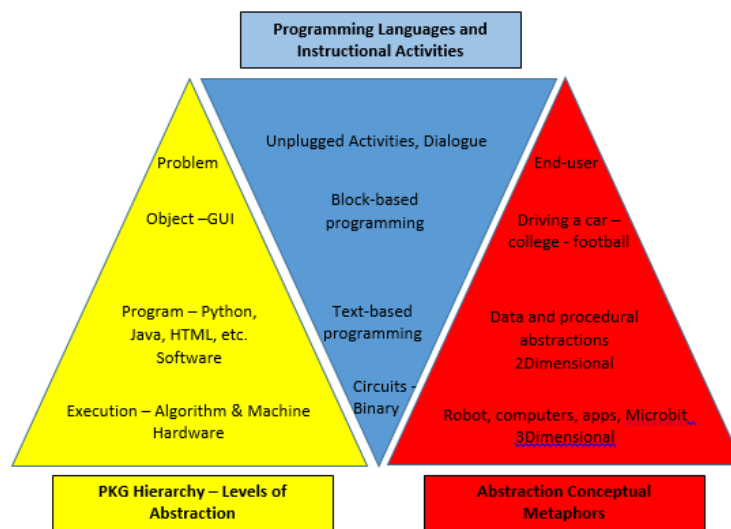 Programming Languages and
Instructional Activities
Problem
Object –GUI
Program – Python,
Java, HTML, etc.
Software
Execution – Algorithm & Machine
Hardware
Unplugged Activities, Dialogue
Block-based
programming
Text-based
programming
Circuits -
Binary
End-user
Driving a car –
college - football
Data and procedural
abstractions
2Dimensional
Robot, computers, apps, Microbit
3Dimensional
PKG Hierarchy – Levels of
Abstraction
Abstraction Conceptual
Metaphors